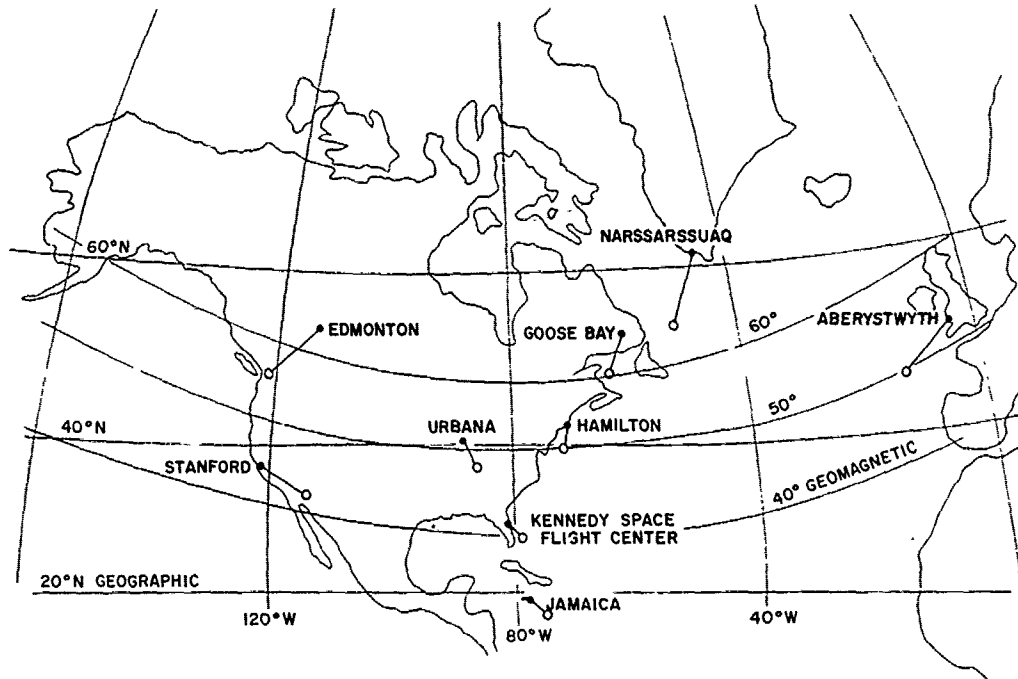 NARSSARSSUAQ
60°N
EDMONTON
GOOSE BAY
60°
ABERYSTWYTH
50°
40°N
URBANA
HAMILTON
STANFORD
40° GEOMAGNETIC
KENNEDY SPACE
FLIGHT CENTER
20°N GEOGRAPHIC
JAMAICA
120°W
80°W
40°W